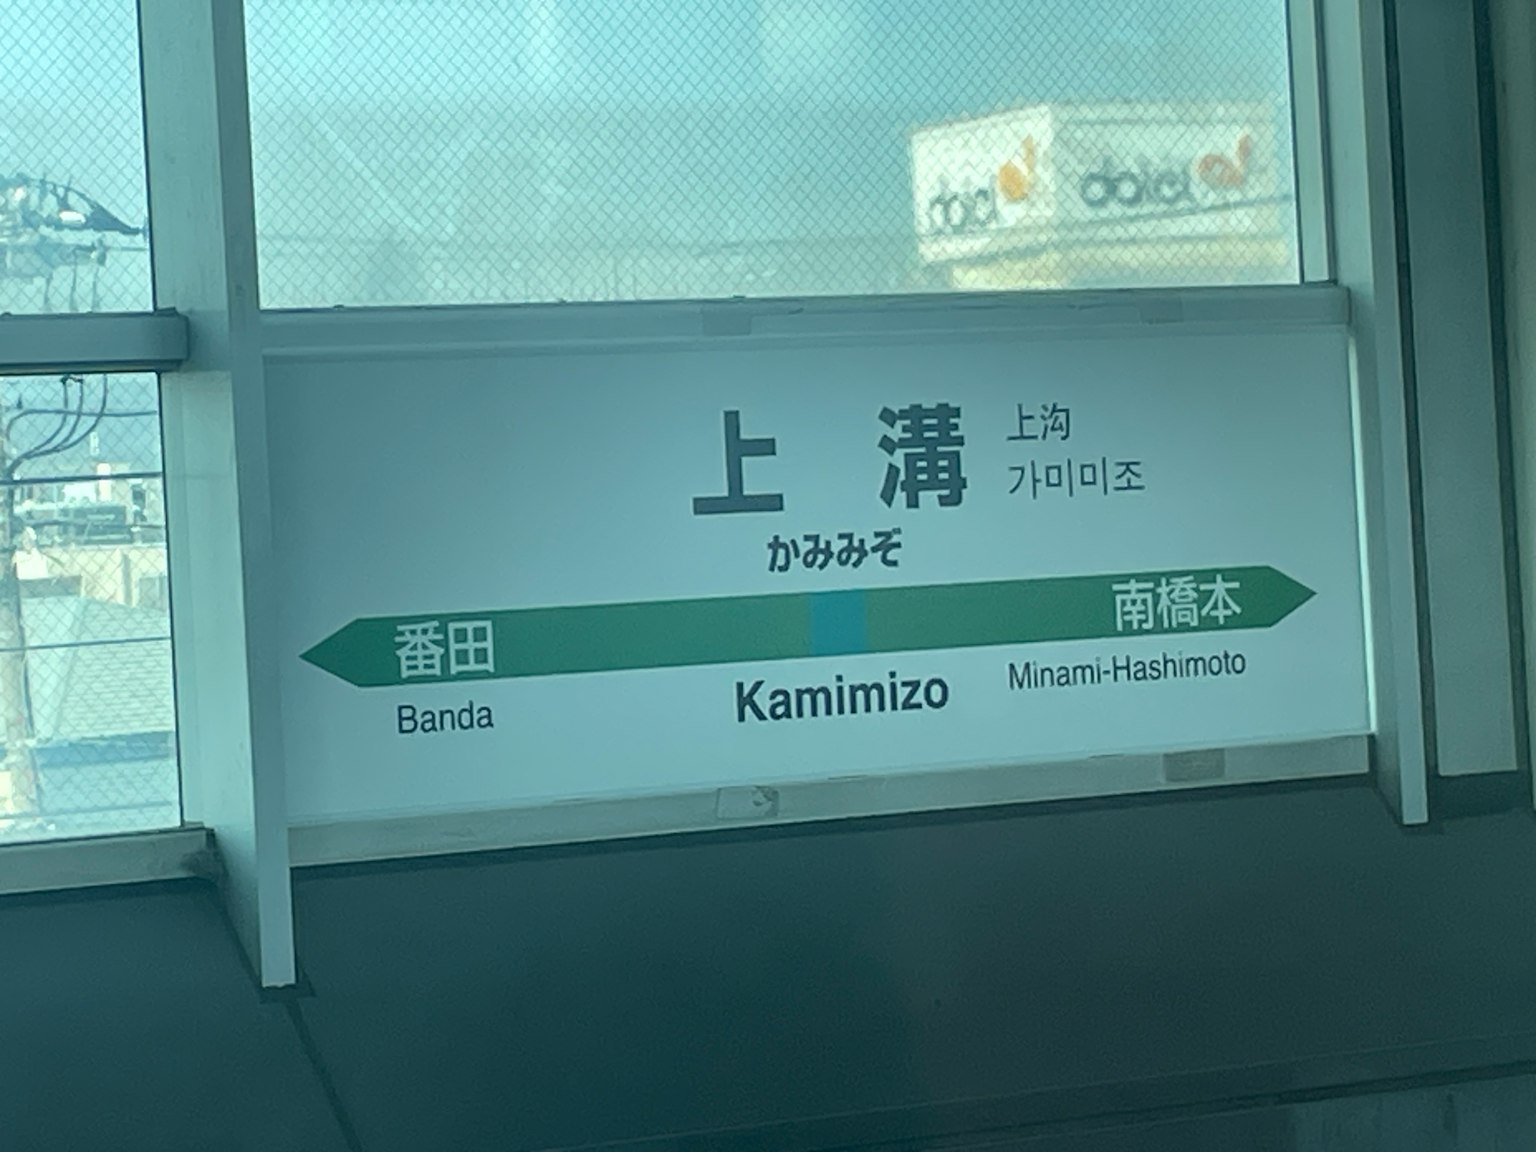 daiei
daiei
上溝
上沟
가미미조
かみみぞ
番田
南橋本
Banda
Kamimizo
Minami-Hashimoto